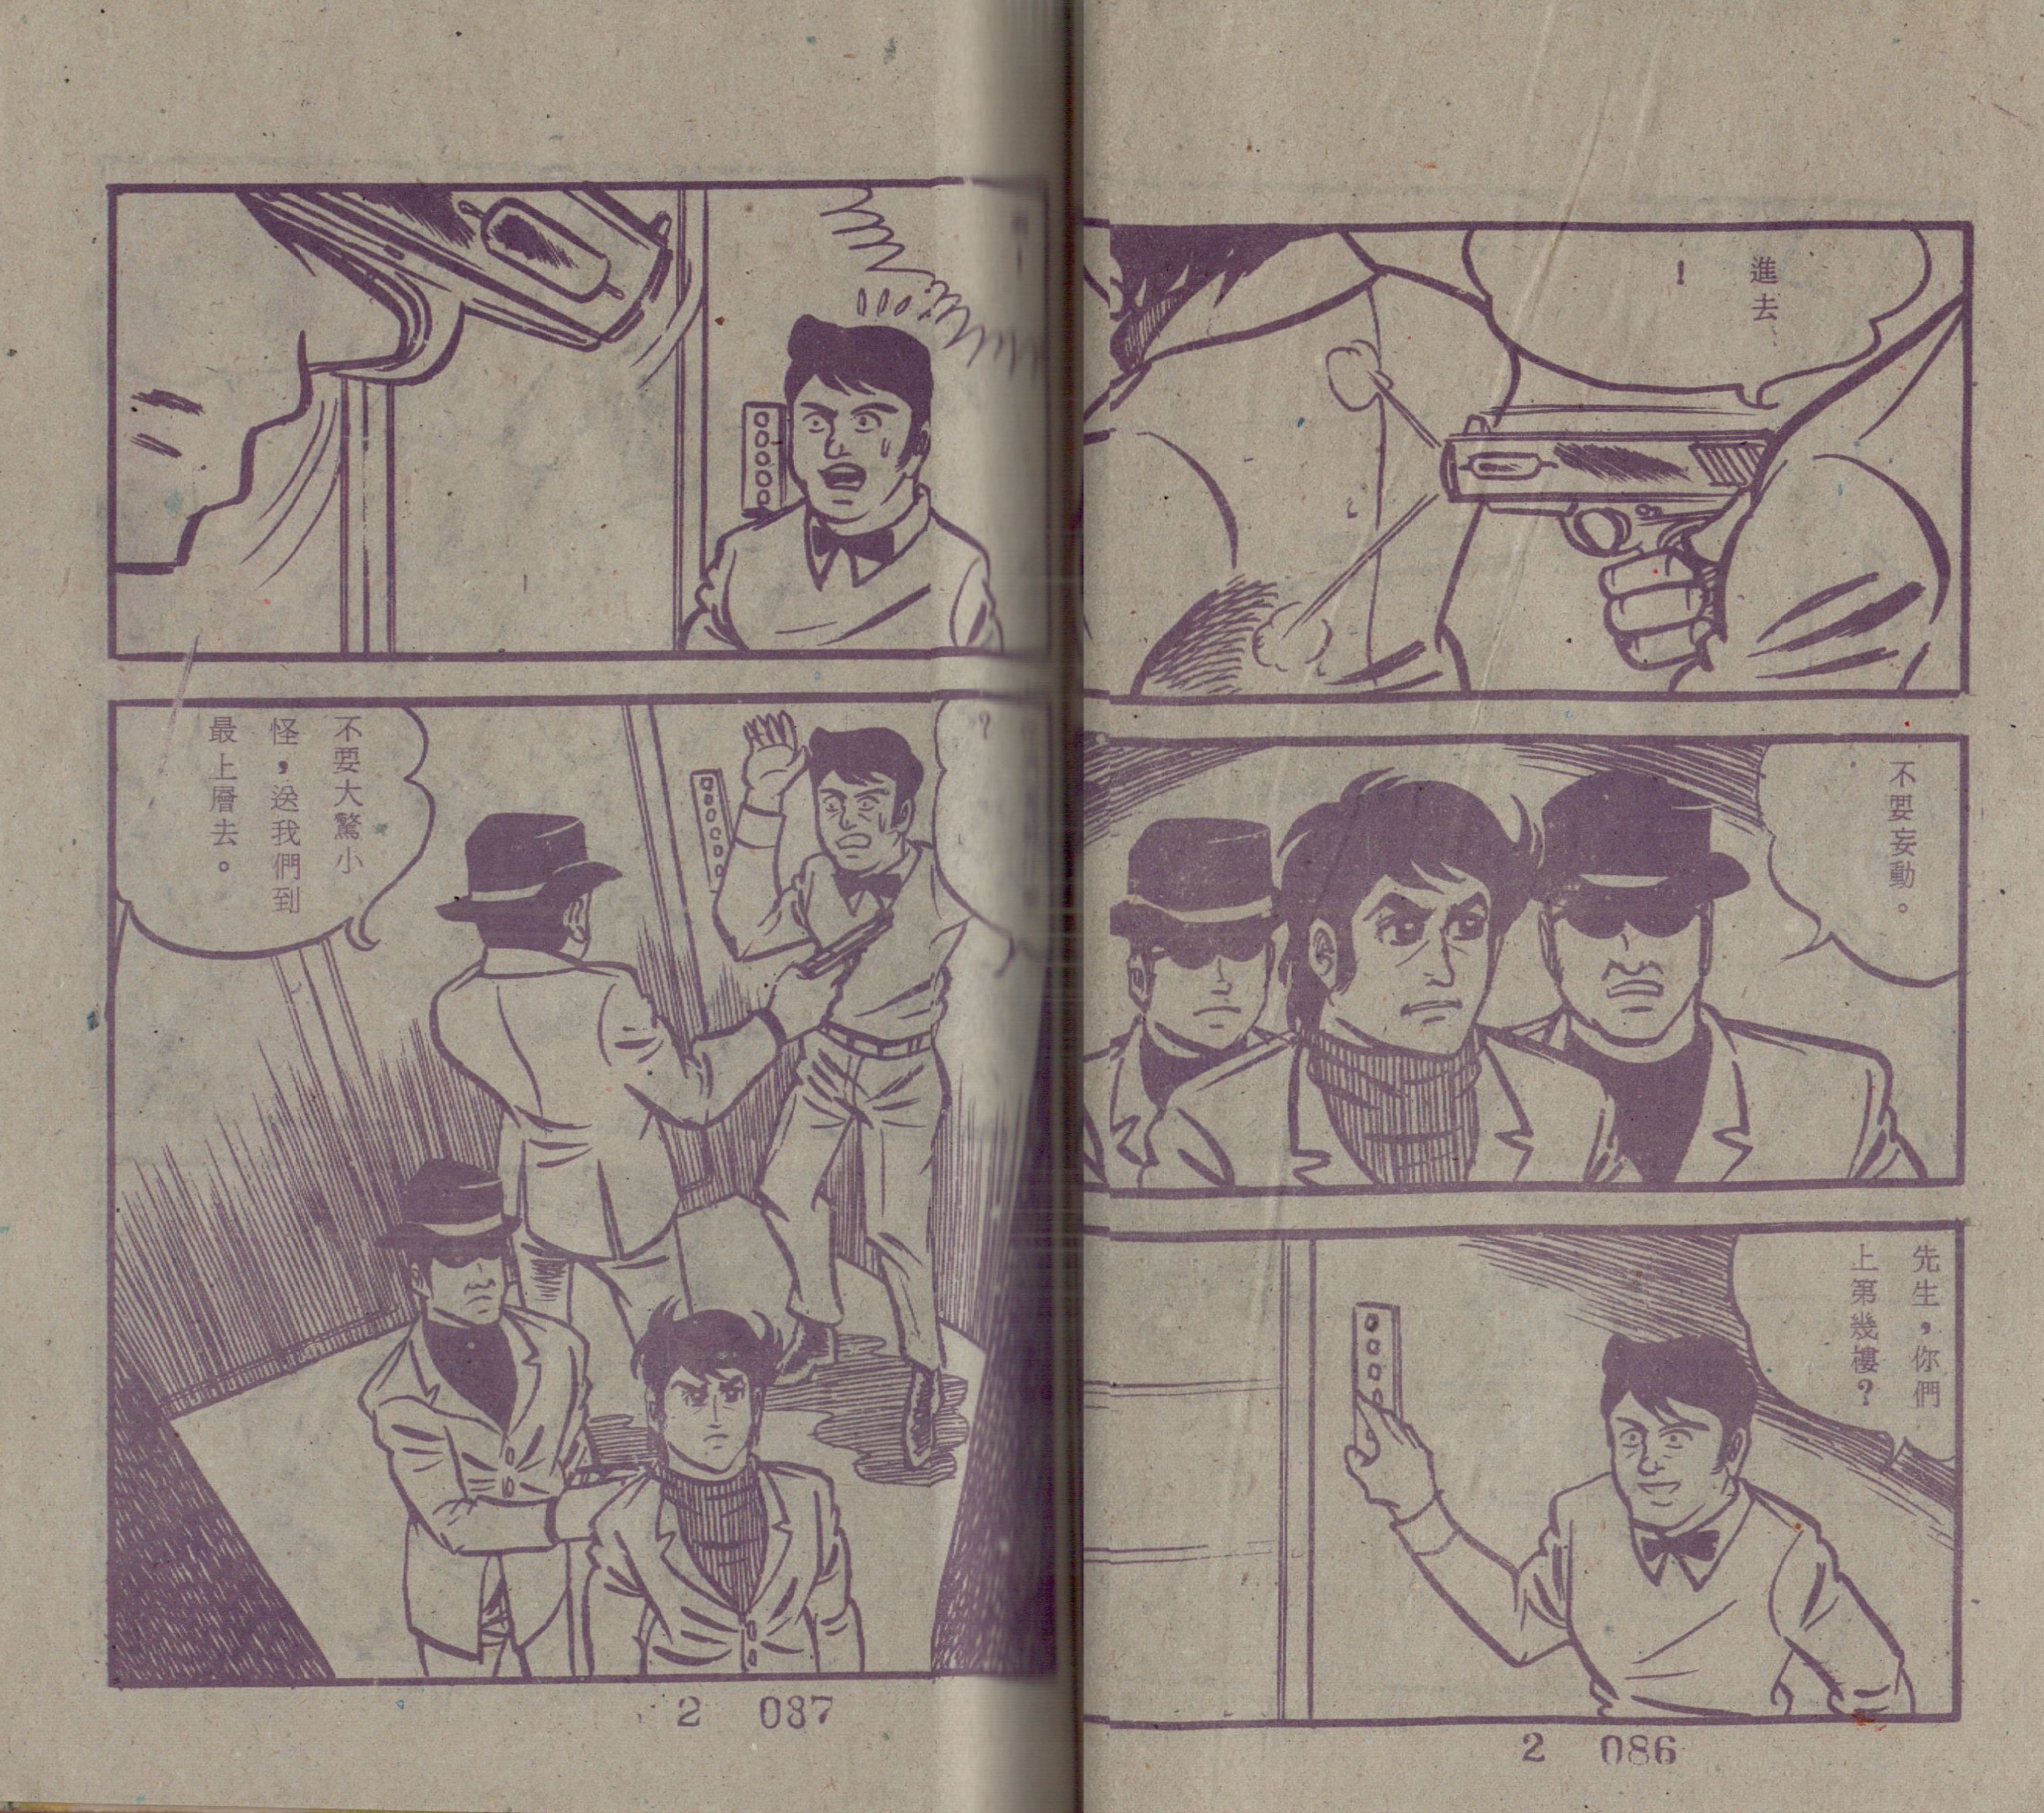 進去
！
不要妄動。
先生，你們
上第幾樓？
2 086
？
不要大驚小
怪，送我們到
最上層去。
2 087